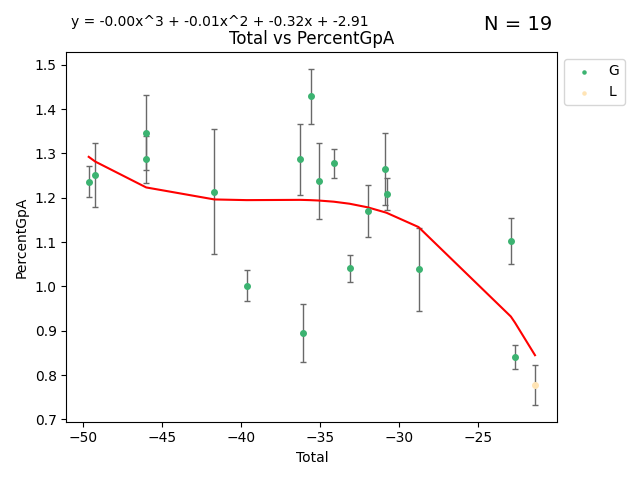 y = -0.00x^3 + -0.01x^2 + -0.32x + -2.91
N = 19
Total vs PercentGpA
G
L
1.5
1.4
1.3
1.2
1.1
1.0
0.9
0.8
0.7
PercentGpA
−50 −45 −40 −35 −30 −25
Total